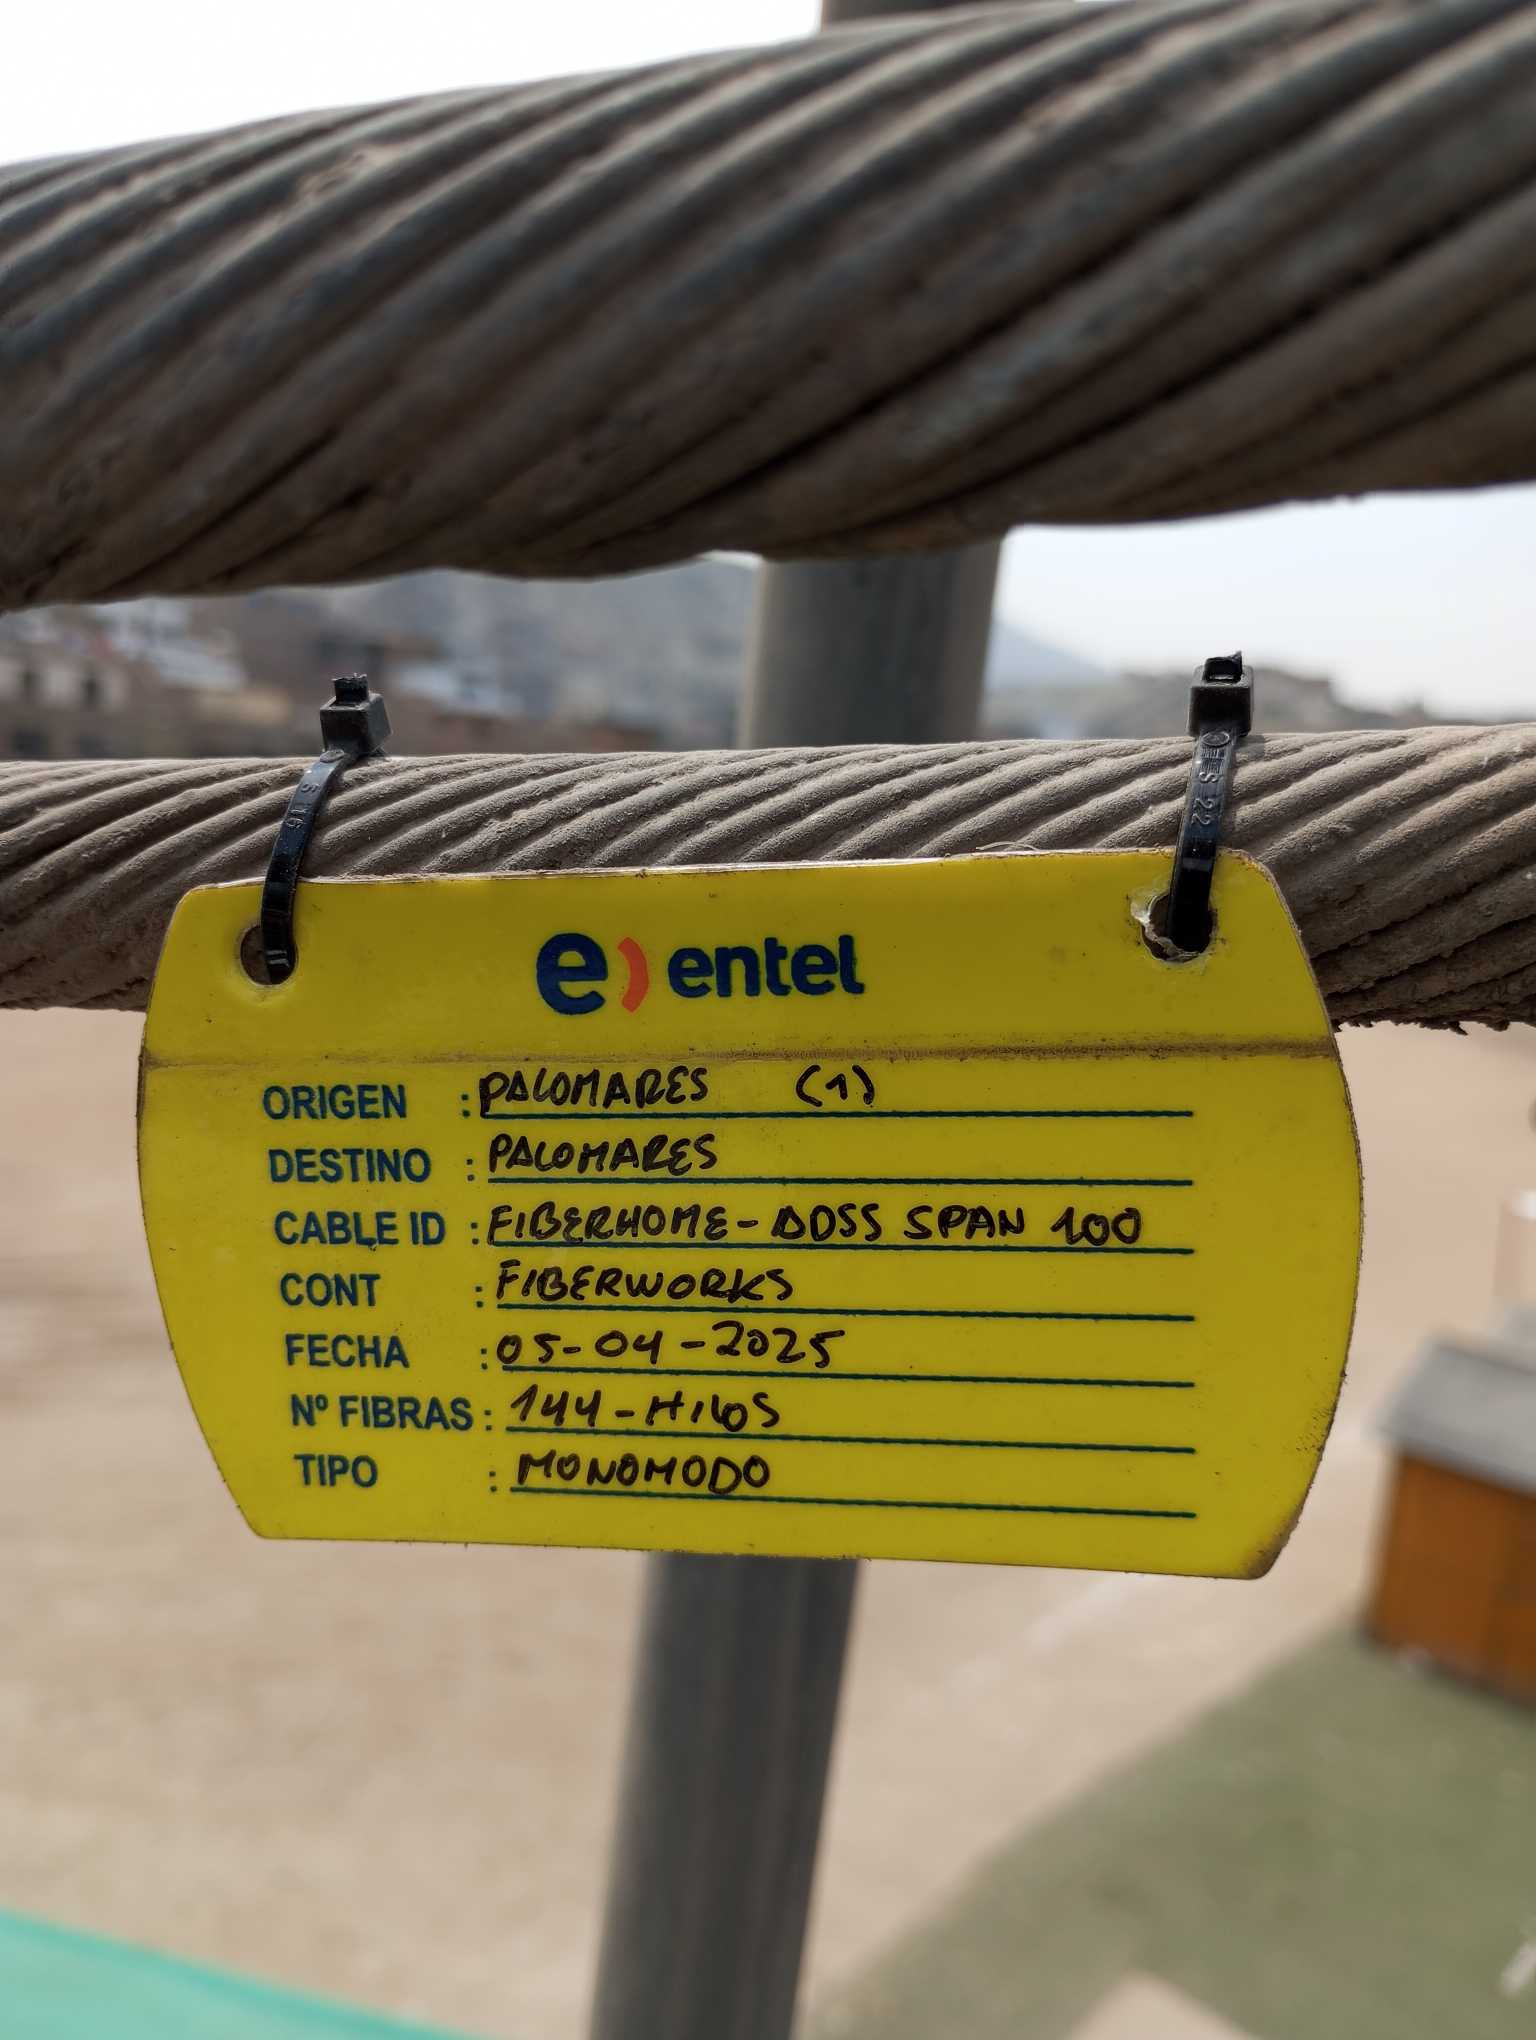 e) entel
ORIGEN : PALOMARES (1)
DESTINO : PALOMARES
CABLE ID : FIBERHOME - ADSS SPAN 100
CONT : FIBERWORKS
FECHA : 05-04-2025
Nº FIBRAS : 144-HILOS
TIPO : MONOMODO